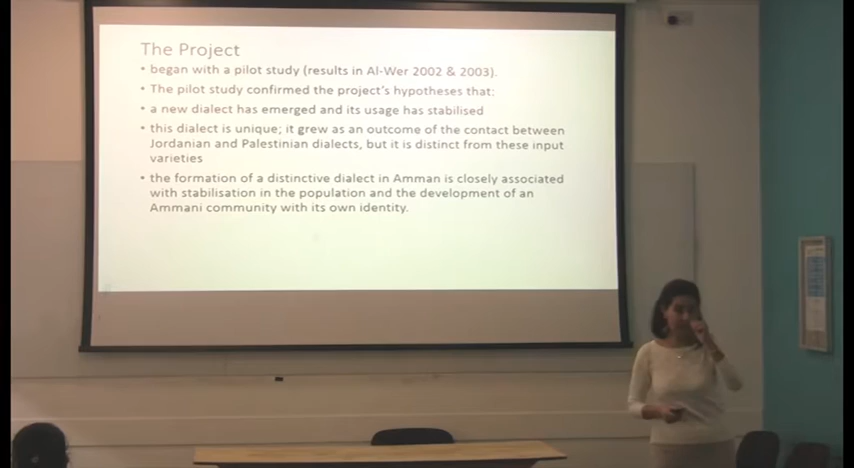 The Project
• began with a pilot study (results in Al-Wer 2002 & 2003).
• The pilot study confirmed the project's hypotheses that:
• a new dialect has emerged and its usage has stabilised
• this dialect is unique; it grew as an outcome of the contact between
Jordanian and Palestinian dialects, but it is distinct from these input
varieties
• the formation of a distinctive dialect in Amman is closely associated
with stabilisation in the population and the development of an
Ammani community with its own identity.